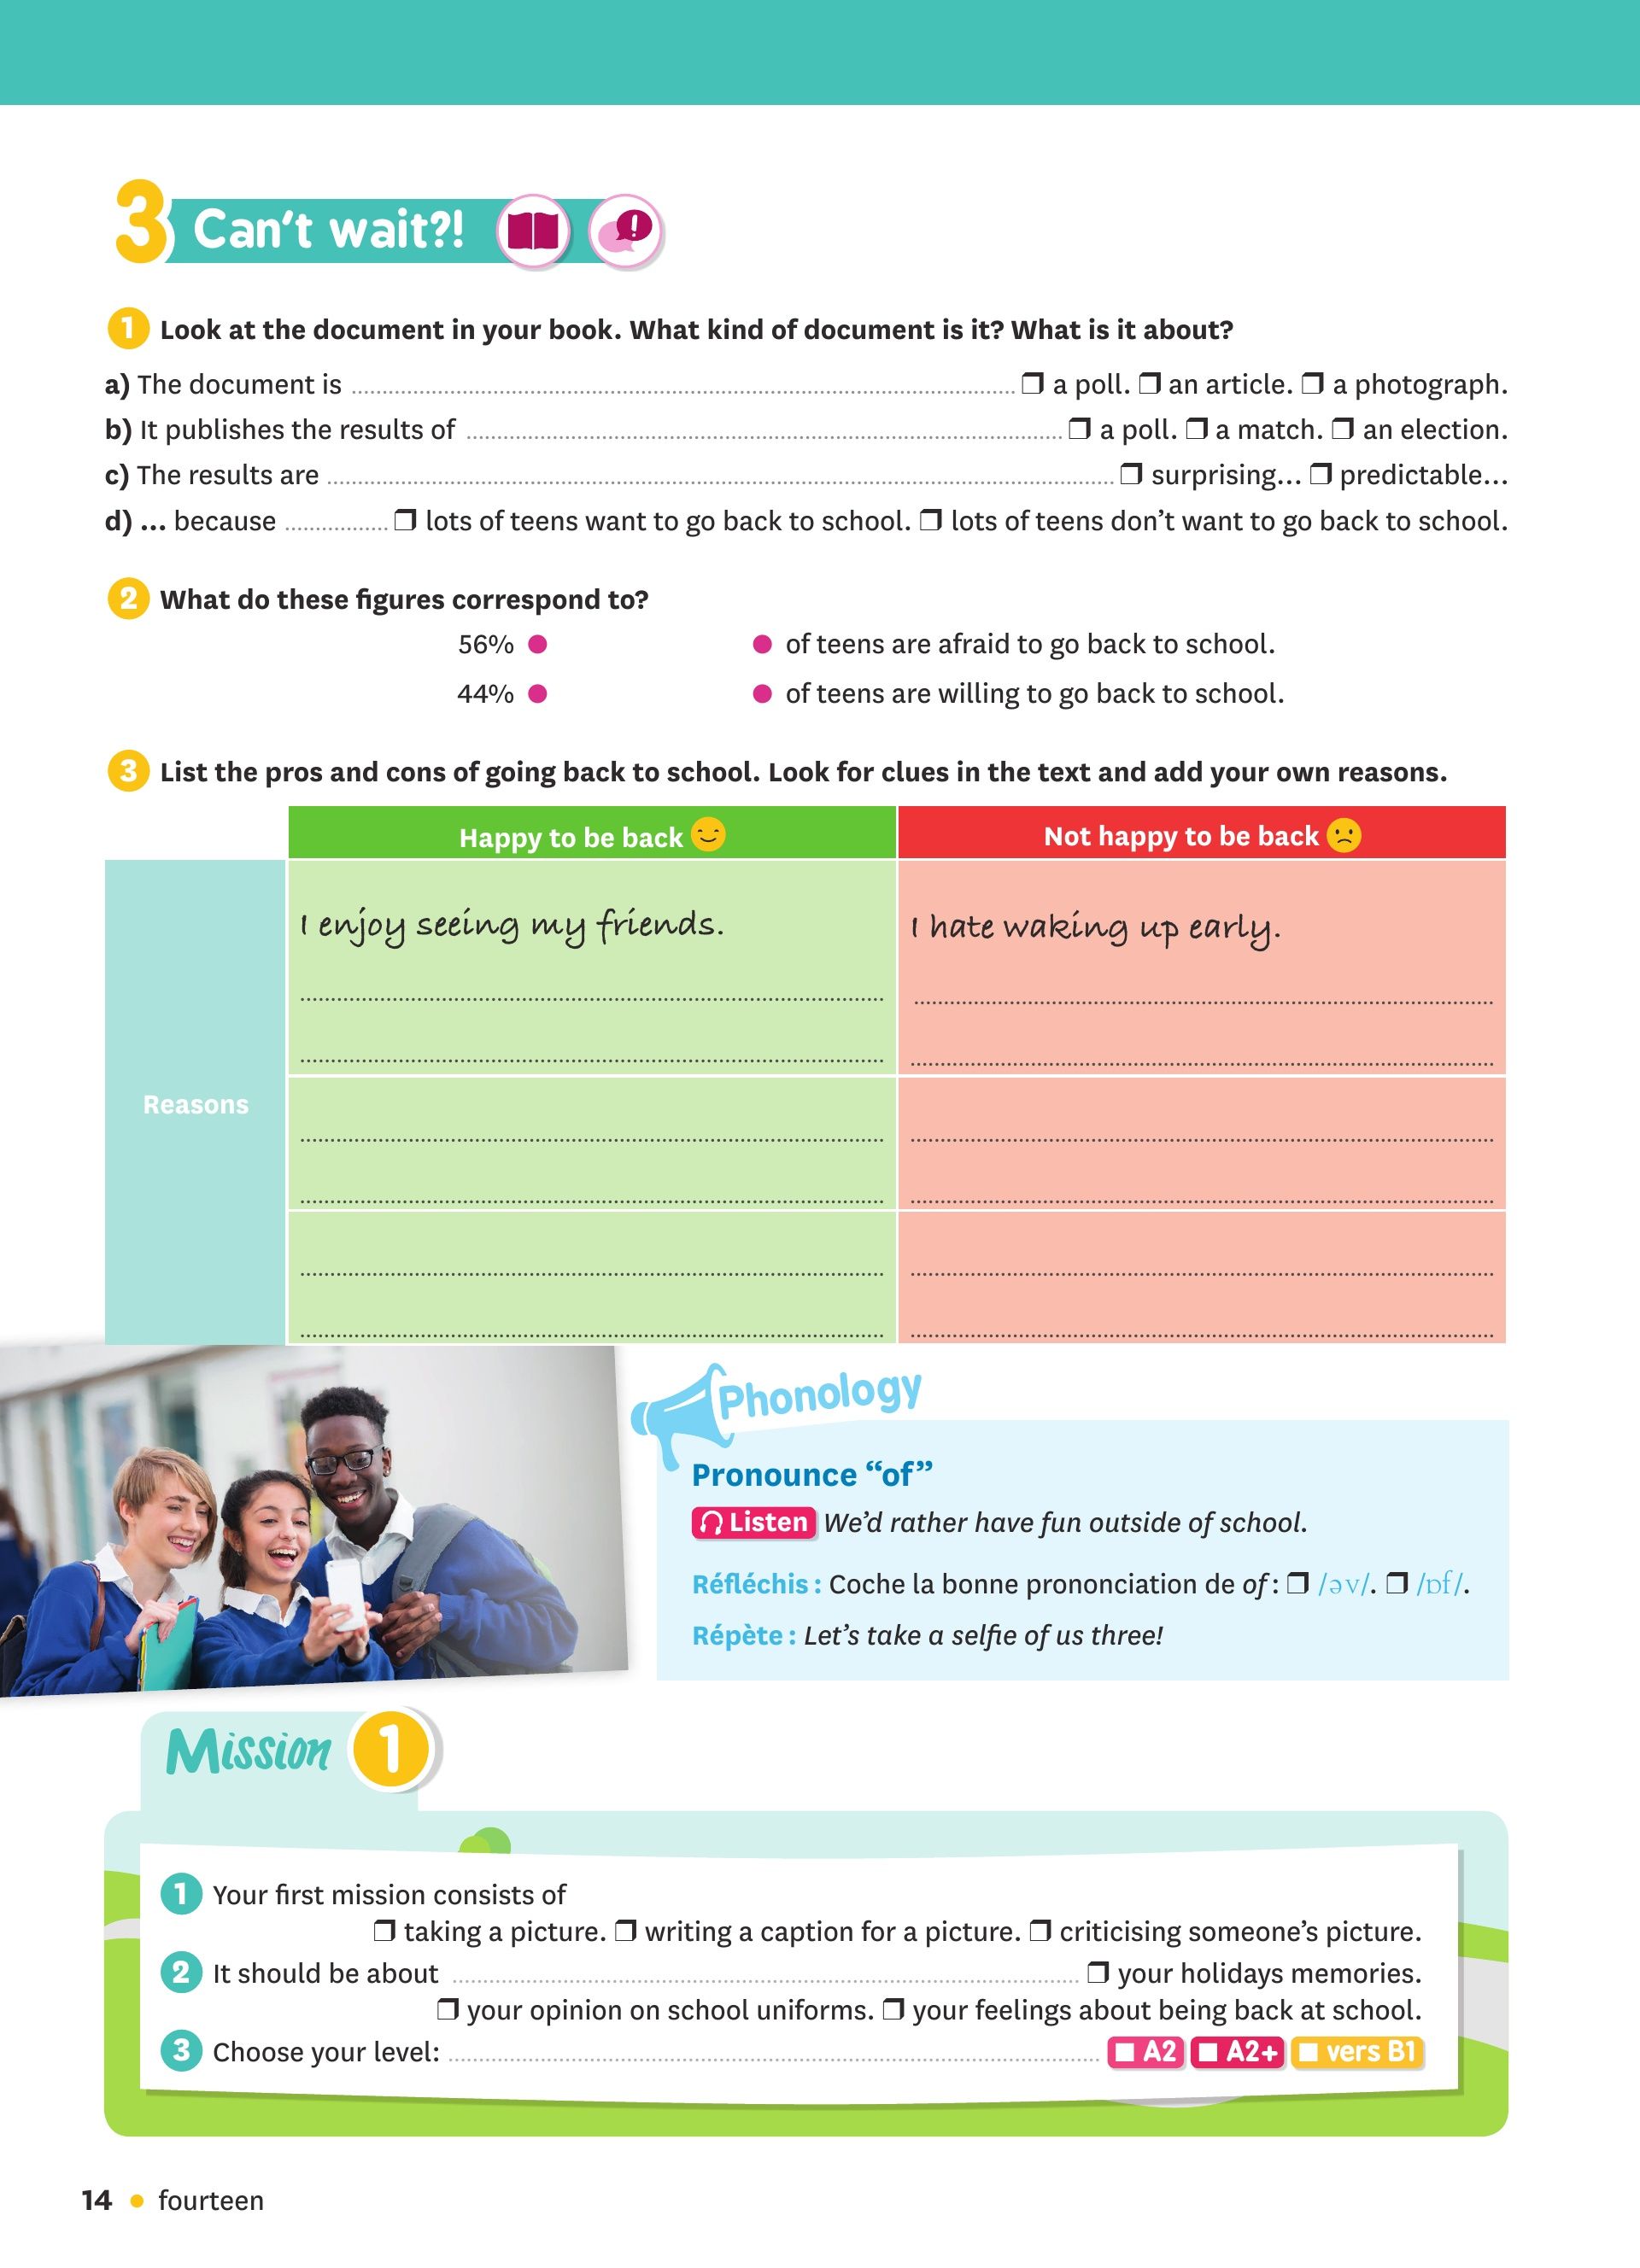 3 Can't wait?!
1 Look at the document in your book. What kind of document is it? What is it about?
a) The document is ........ ❒ a poll. ❒ an article. ❒ a photograph.
b) It publishes the results of ........ ❒ a poll. ❒ a match. ❒ an election.
c) The results are ........ ❒ surprising... ❒ predictable...
d) ... because ........ ❒ lots of teens want to go back to school. ❒ lots of teens don't want to go back to school.
2 What do these figures correspond to?
56% ● ● of teens are afraid to go back to school.
44% ● ● of teens are willing to go back to school.
3 List the pros and cons of going back to school. Look for clues in the text and add your own reasons.
Happy to be back Not happy to be back
I enjoy seeing my friends. I hate waking up early.
Reasons
Phonology
Pronounce “of”
Listen We'd rather have fun outside of school.
Réfléchis : Coche la bonne prononciation de of : ❒ /əv/. ❒ /ɒf/.
Répète : Let's take a selfie of us three!
Mission 1
1 Your first mission consists of
❒ taking a picture. ❒ writing a caption for a picture. ❒ criticising someone's picture.
2 It should be about ........ ❒ your holidays memories.
❒ your opinion on school uniforms. ❒ your feelings about being back at school.
3 Choose your level: ........ A2 A2+ vers B1
14 • fourteen